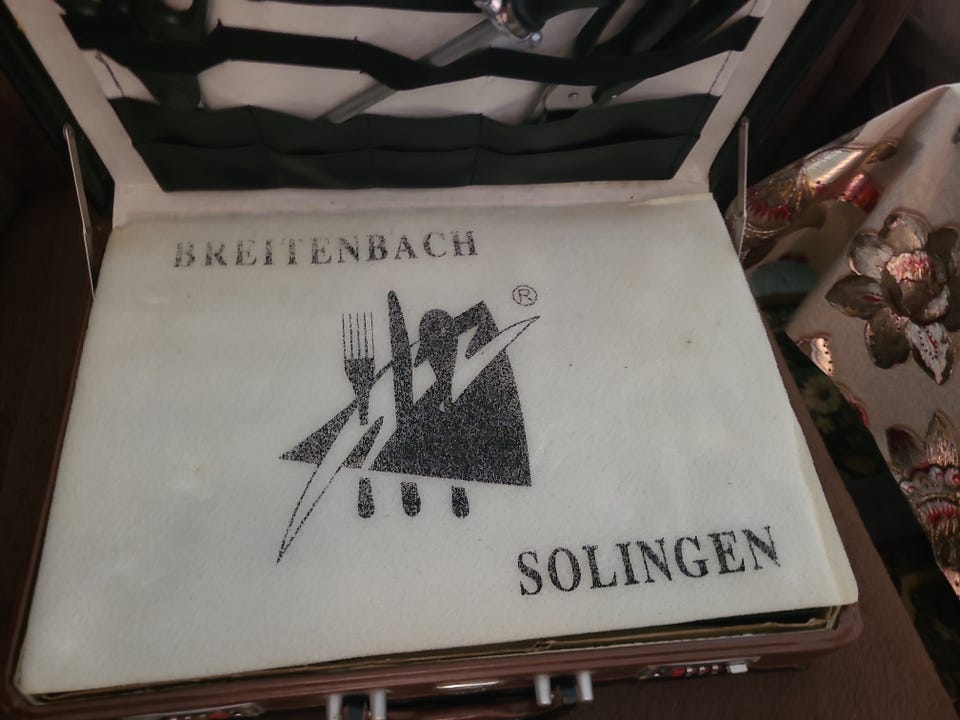 BREITENBACH
®
SOLINGEN